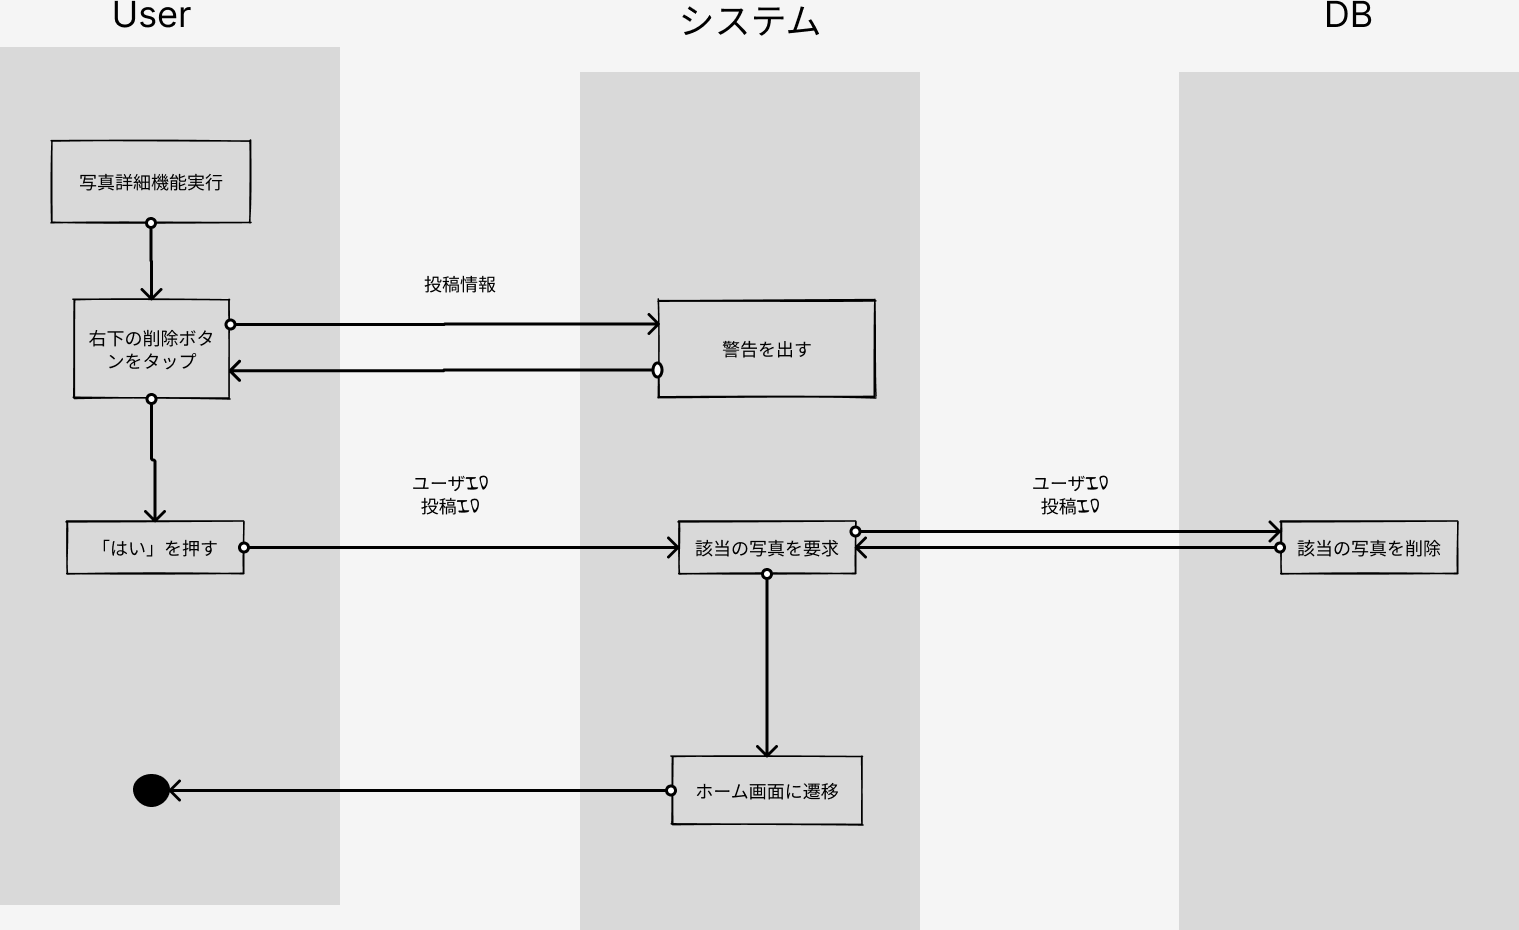 User
システム
DB
写真詳細機能実行
投稿情報
右下の削除ボタ
ンをタップ
警告を出す
ユーザID
投稿ID
ユーザID
投稿ID
「はい」を押す
該当の写真を要求
該当の写真を削除
ホーム画面に遷移